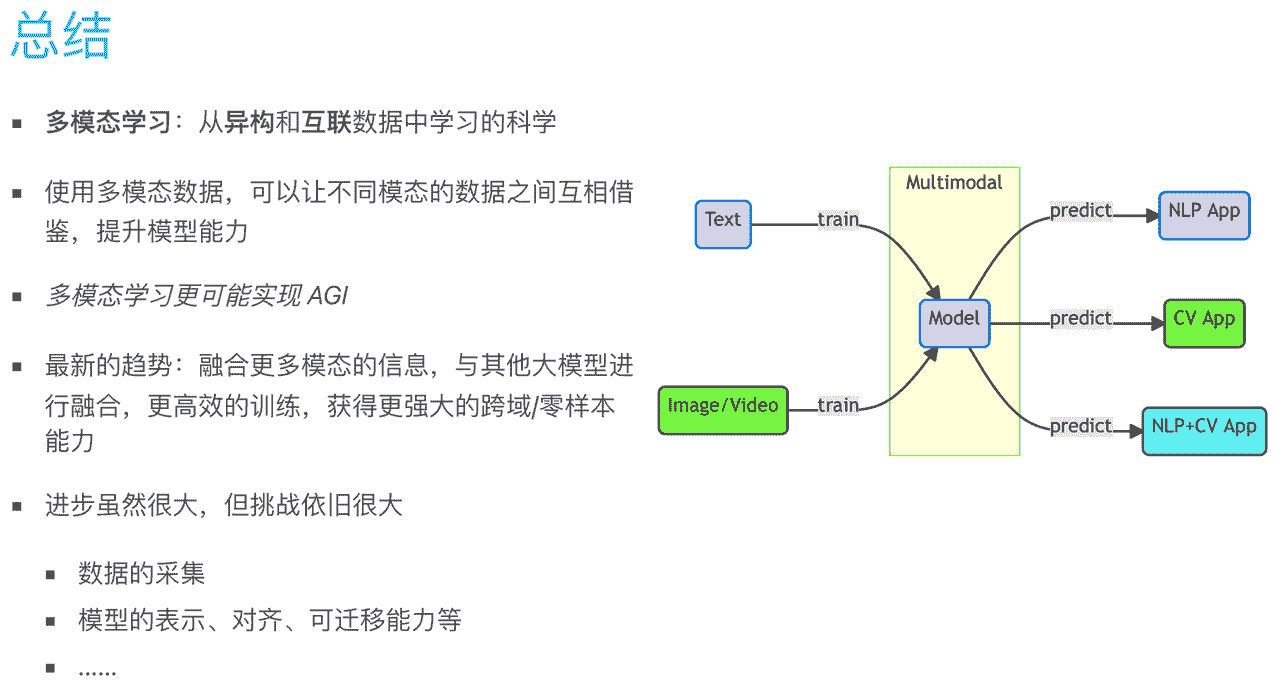 总结
多模态学习：从异构和互联数据中学习的科学
使用多模态数据，可以让不同模态的数据之间互相借
鉴，提升模型能力
多模态学习更可能实现 AGI
最新的趋势：融合更多模态的信息，与其他大模型进
行融合，更高效的训练，获得更强大的跨域/零样本
能力
进步虽然很大，但挑战依旧很大
数据的采集
模型的表示、对齐、可迁移能力等
......
Multimodal
Text
train
predict
NLP App
Model
predict
CV App
Image/Video
train
predict
NLP+CV App